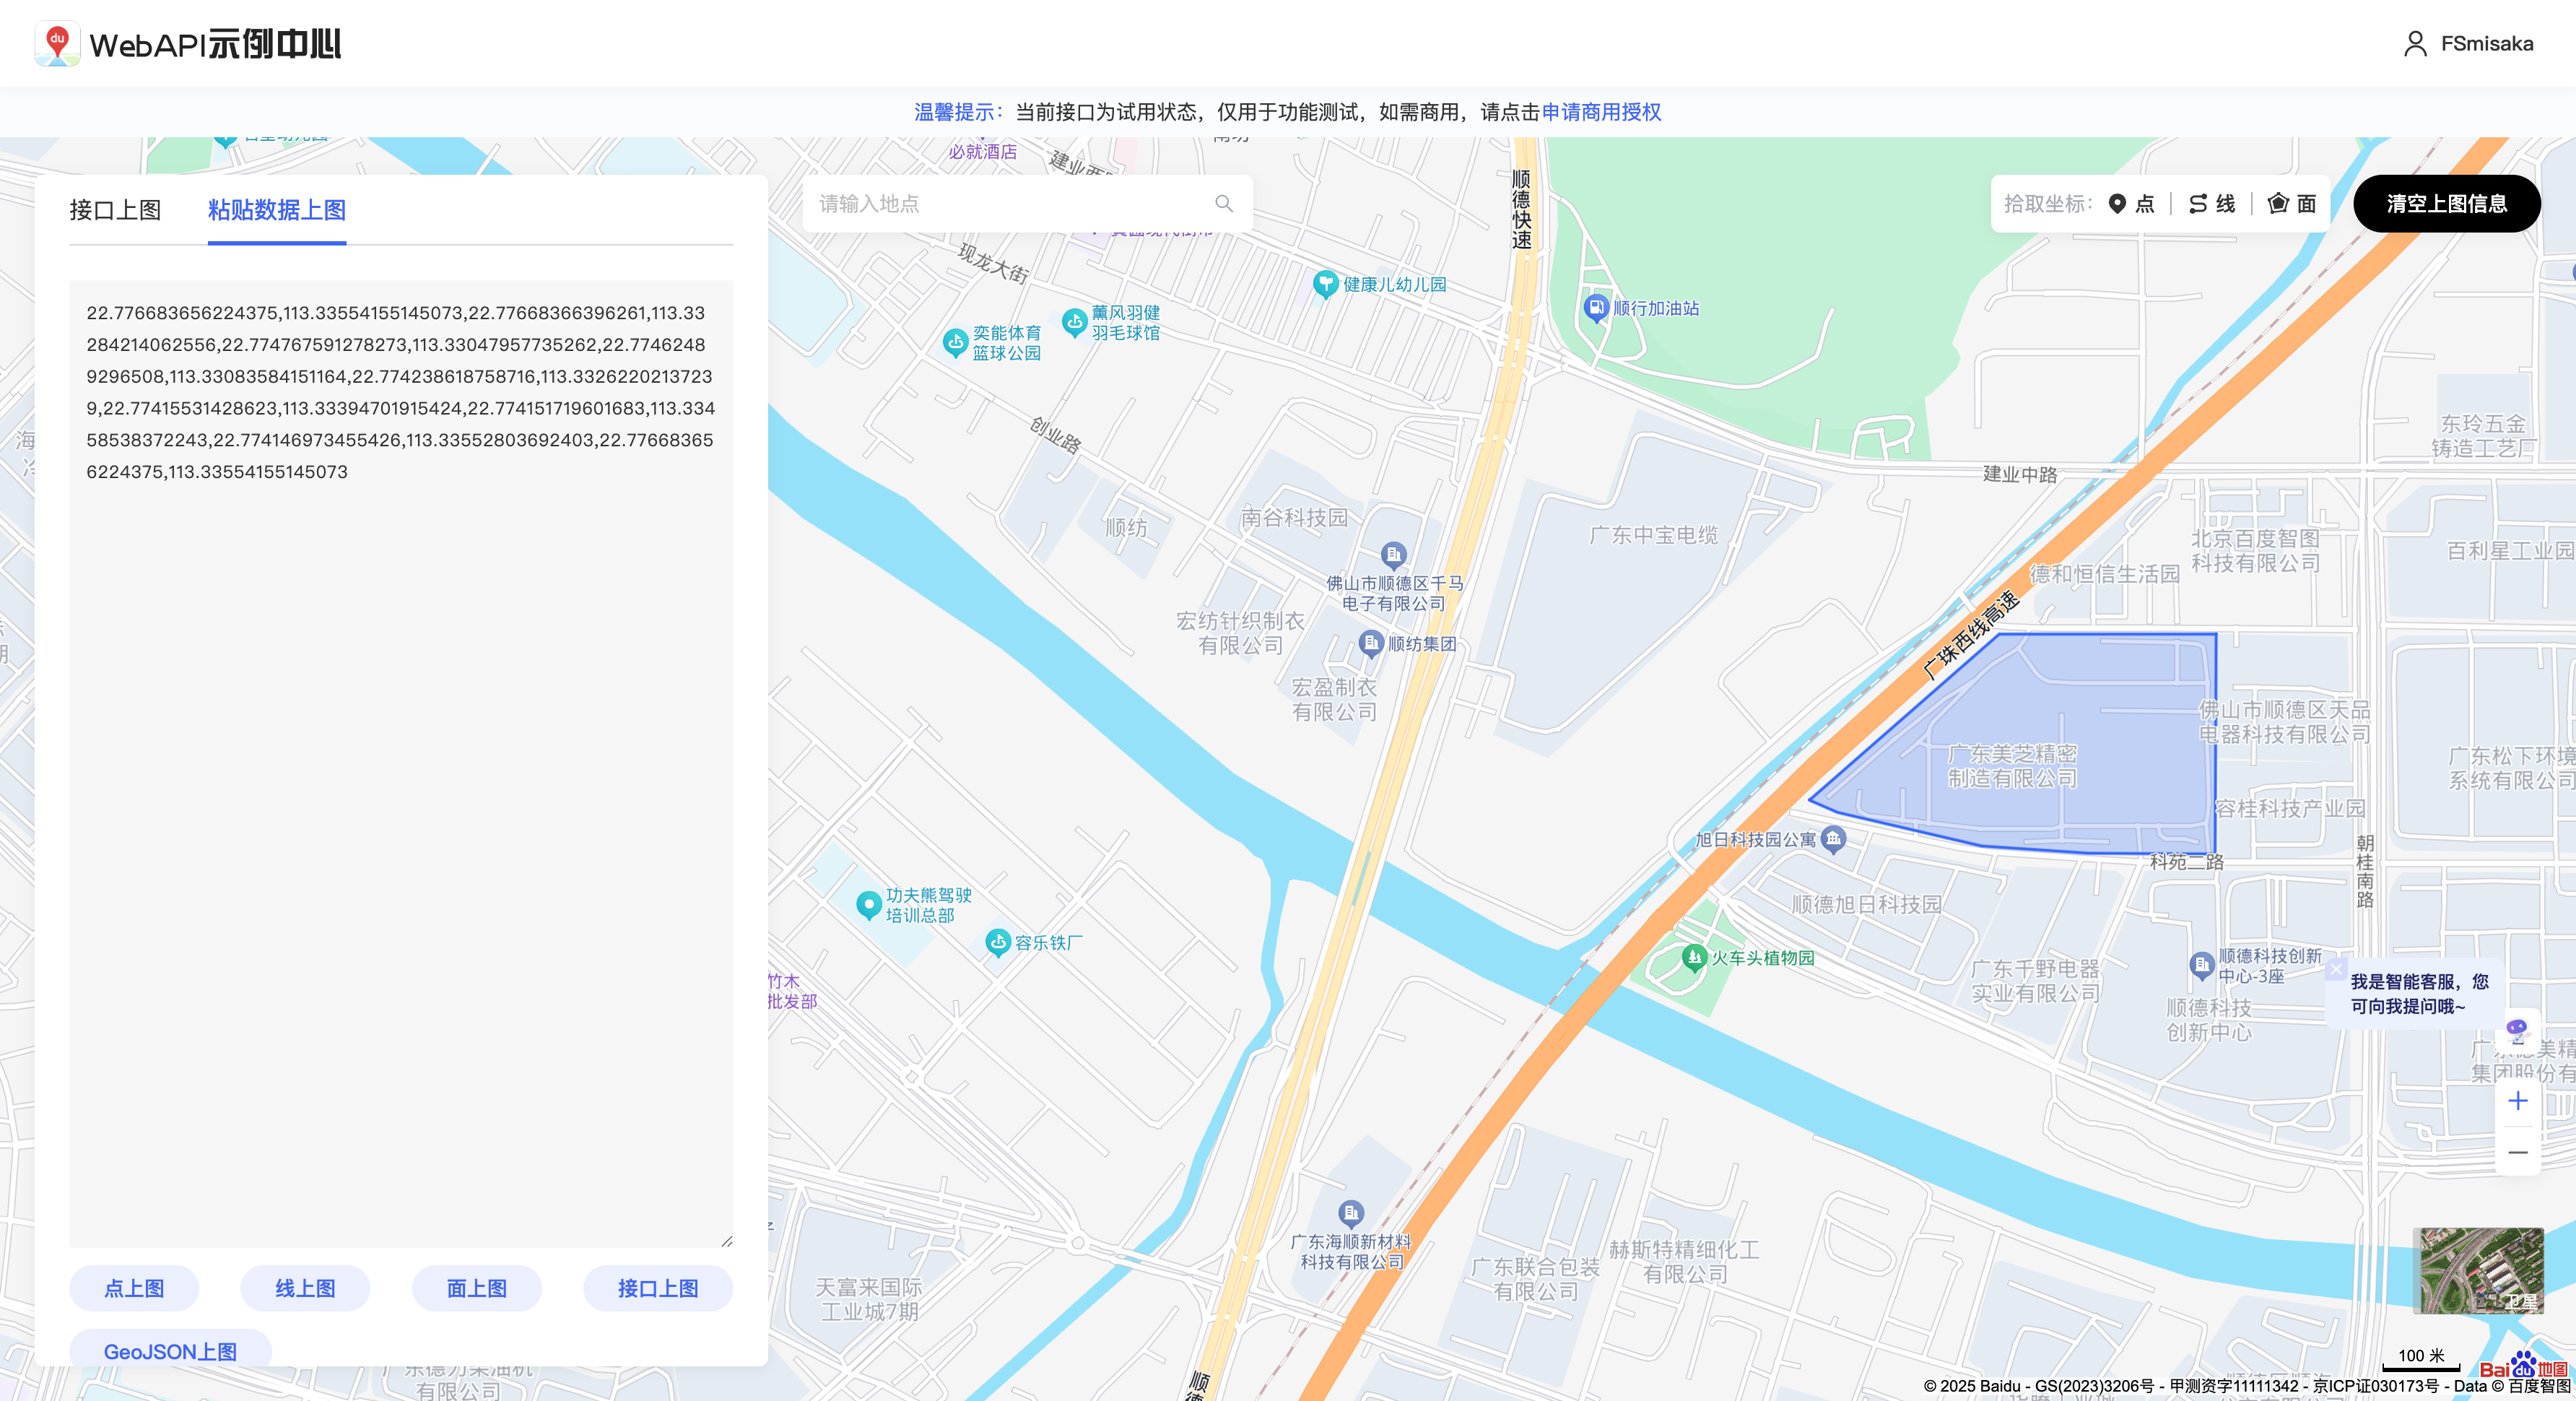 du WebAPI示例中心
FSmisaka
温馨提示：当前接口为试用状态，仅用于功能测试，如需商用，请点击申请商用授权
接口上图
粘贴数据上图
22.776683656224375,113.33554155145073,22.77668366396261,113.33
284214062556,22.774767591278273,113.33047957735262,22.7746248
9296508,113.33083584151164,22.774238618758716,113.3326220213723
9,22.77415531428623,113.33394701915424,22.774151719601683,113.334
58538372243,22.774146973455426,113.33552803692403,22.77668365
6224375,113.33554155145073
点上图
线上图
面上图
接口上图
GeoJSON上图
请输入地点
拾取坐标：
点
线
面
清空上图信息
必就酒店
顺德快速
现龙大街
健康儿幼儿园
薰风羽健
羽毛球馆
奕能体育
篮球公园
顺行加油站
创业路
建业中路
东玲五金
铸造工艺厂
顺纺
南谷科技园
广东中宝电缆
北京百度智图
科技有限公司
百利星工业园
德和恒信生活园
佛山市顺德区千马
电子有限公司
宏纺针织制衣
有限公司
顺纺集团
广珠西线高速
宏盈制衣
有限公司
佛山市顺德区天品
电器科技有限公司
广东美芝精密
制造有限公司
广东松下环境
系统有限公司
容桂科技产业园
旭日科技园公寓
科苑二路
朝桂南路
功夫熊驾驶
培训总部
顺德旭日科技园
容乐铁厂
火车头植物园
广东千野电器
实业有限公司
顺德科技创新
中心-3座
顺德科技
创新中心
竹木
批发部
我是智能客服，您
可向我提问哦~
广东海顺新材料
科技有限公司
广东联合包装
有限公司
赫斯特精细化工
有限公司
天富来国际
工业城7期
有限公司
卫星
100 米
Bai du 地图
© 2025 Baidu - GS(2023)3206号 - 甲测资字11111342 - 京ICP证030173号 - Data © 百度智图